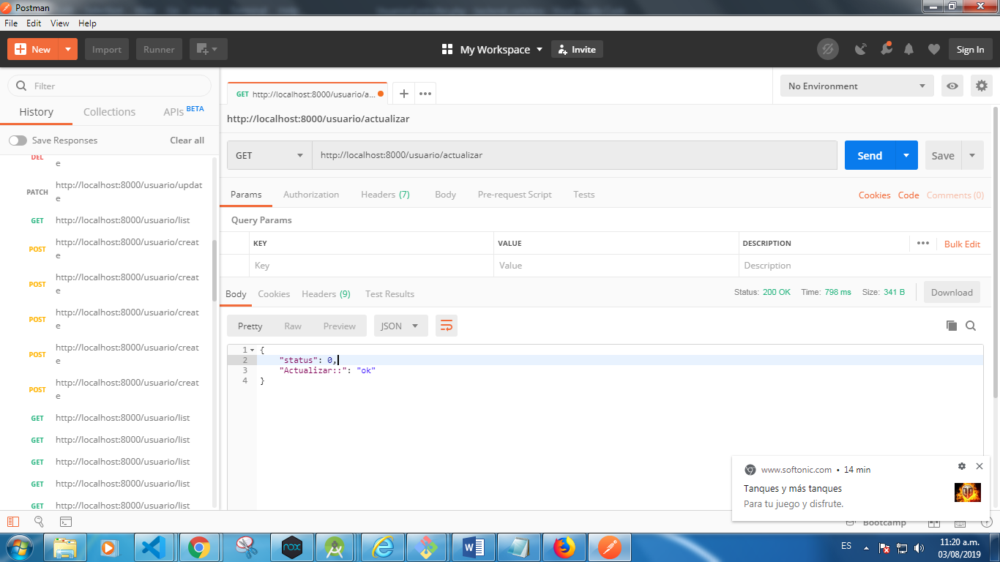 Postman
File Edit View Help
New Import Runner My Workspace Invite Sign In
Filter
History Collections APIs BETA
Save Responses Clear all
DEL
e
PATCH http://localhost:8000/usuario/updat
e
GET http://localhost:8000/usuario/list
POST http://localhost:8000/usuario/creat
e
POST http://localhost:8000/usuario/creat
e
POST http://localhost:8000/usuario/creat
e
POST http://localhost:8000/usuario/creat
e
POST http://localhost:8000/usuario/creat
e
GET http://localhost:8000/usuario/list
GET http://localhost:8000/usuario/list
GET http://localhost:8000/usuario/list
GET http://localhost:8000/usuario/list
GET http://localhost:8000/usuario/list
GET http://localhost:8000/usuario/a...
No Environment
http://localhost:8000/usuario/actualizar
GET http://localhost:8000/usuario/actualizar Send Save
Params Authorization Headers (7) Body Pre-request Script Tests Cookies Code Comments (0)
Query Params
KEY VALUE DESCRIPTION Bulk Edit
Key Value Description
Body Cookies Headers (9) Test Results Status: 200 OK Time: 798 ms Size: 341 B Download
Pretty Raw Preview JSON
1 {
2 "status": 0,
3 "Actualizar::": "ok"
4 }
www.softonic.com • 14 min
Tanques y más tanques
Para tu juego y disfrute.
Bootcamp
nox
ES 11:20 a.m.
03/08/2019